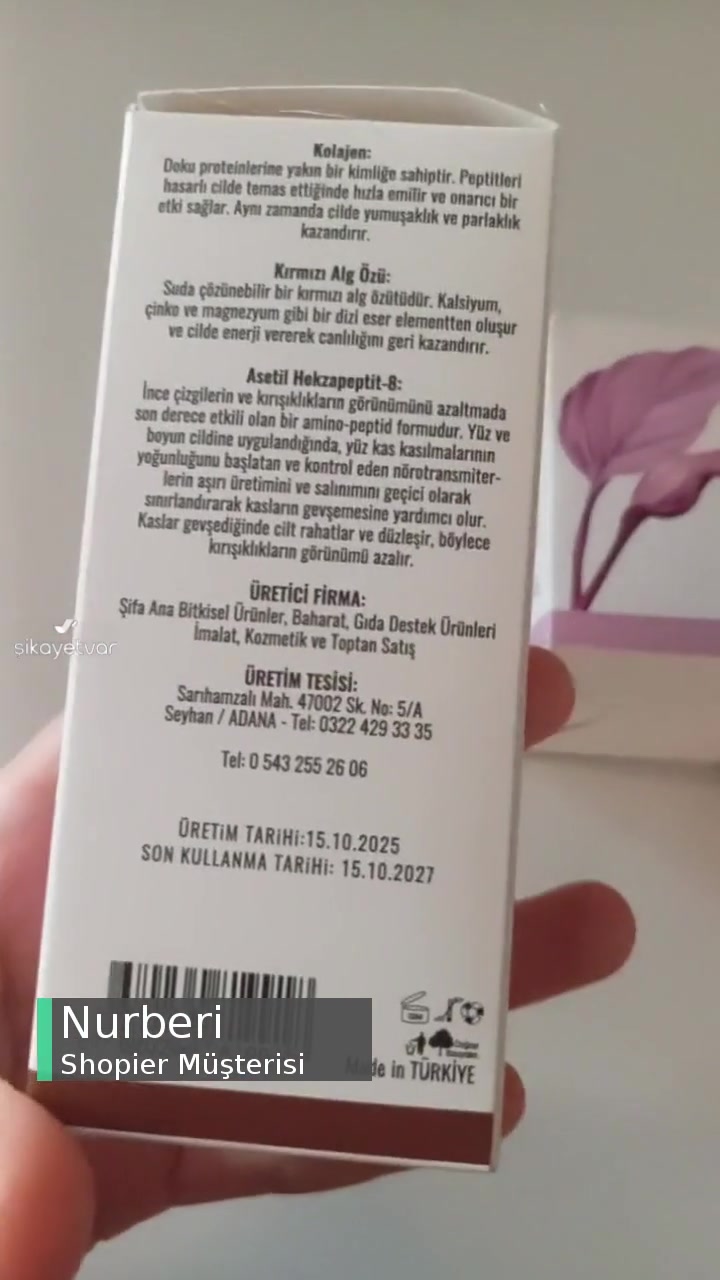 Kolajen:
Doku proteinlerine yakın bir kimliğe sahiptir. Peptitleri
hasarlı cilde temas ettiğinde hızla emilir ve onarıcı bir
etki sağlar. Aynı zamanda cilde yumuşaklık ve parlaklık
kazandırır.
Kırmızı Alg Özü:
Suda çözünebilir bir kırmızı alg özütüdür. Kalsiyum,
çinko ve magnezyum gibi bir dizi eser elementten oluşur
ve cilde enerji vererek canlılığını geri kazandırır.
Asetil Hekzapeptit-8:
İnce çizgilerin ve kırışıklıkların görünümünü azaltmada
son derece etkili olan bir amino-peptid formudur. Yüz ve
boyun cildine uygulandığında, yüz kas kasılmalarının
yoğunluğunu başlatan ve kontrol eden nörotransmiter-
lerin aşırı üretimini ve salınımını geçici olarak
sınırlandırarak kasların gevşemesine yardımcı olur.
Kaslar gevşediğinde cilt rahatlar ve düzleşir, böylece
kırışıklıkların görünümü azalır.
ÜRETİCİ FİRMA:
Şifa Ana Bitkisel Ürünler, Baharat, Gıda Destek Ürünleri
İmalat, Kozmetik ve Toptan Satış
şikayetvar
ÜRETİM TESİSİ:
Sarıhamzalı Mah. 47002 Sk. No: 5/A
Seyhan / ADANA - Tel: 0322 429 33 35
Tel: 0 543 255 26 06
ÜRETİM TARİHİ:15.10.2025
SON KULLANMA TARİHİ: 15.10.2027
Nurberi
Shopier Müşterisi
Made in TÜRKİYE